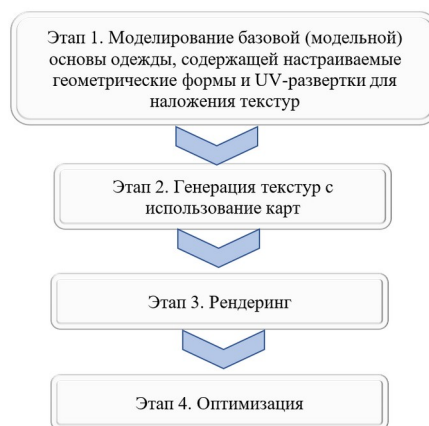 Этап 1. Моделирование базовой (модельной)
основы одежды, содержащей настраиваемые
геометрические формы и UV-развертки для
наложения текстур
Этап 2. Генерация текстур с
использование карт
Этап 3. Рендеринг
Этап 4. Оптимизация